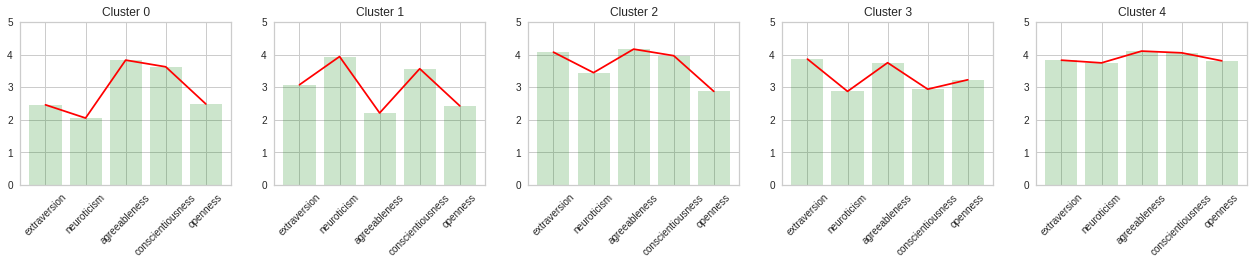 Cluster 0
5
4
3
2
1
0
extraversion
neuroticism
agreeableness
conscientiousness
openness
Cluster 1
5
4
3
2
1
0
extraversion
neuroticism
agreeableness
conscientiousness
openness
Cluster 2
5
4
3
2
1
0
extraversion
neuroticism
agreeableness
conscientiousness
openness
Cluster 3
5
4
3
2
1
0
extraversion
neuroticism
agreeableness
conscientiousness
openness
Cluster 4
5
4
3
2
1
0
extraversion
neuroticism
agreeableness
conscientiousness
openness